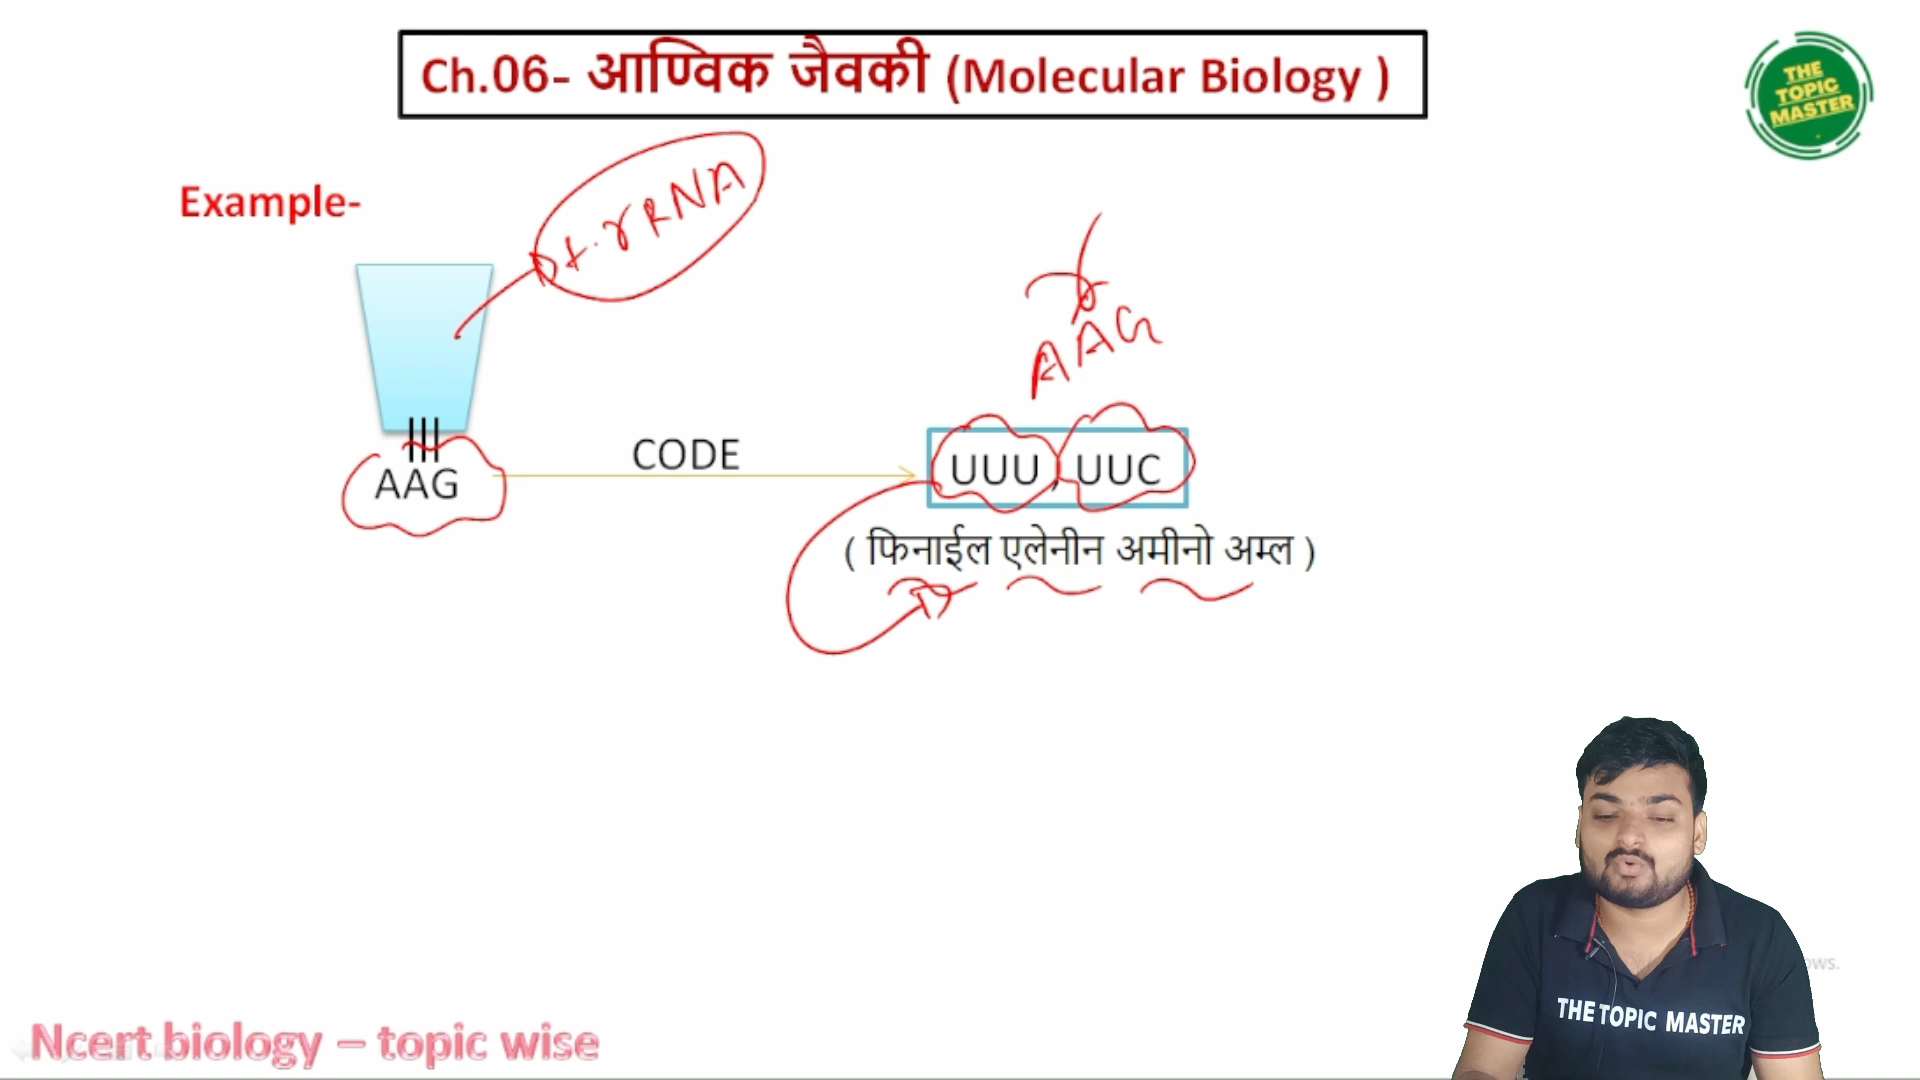 Ch.06- आण्विक जैवकी (Molecular Biology )
THE
TOPIC
MASTER
Example-
t.rRNA
AAG
AAG
CODE
UUU , UUC
( फिनाईल एलेनीन अमीनो अम्ल )
THE TOPIC MASTER
Ncert biology – topic wise